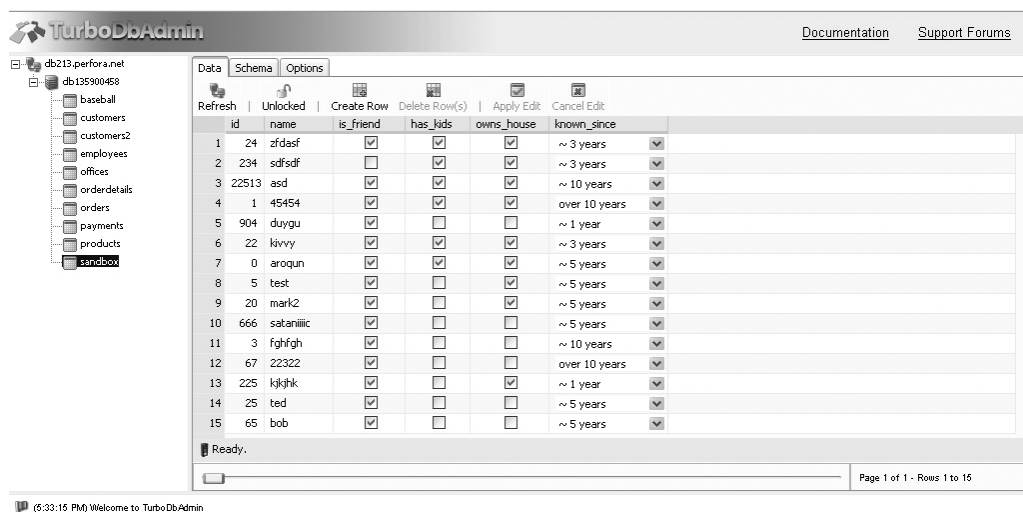 TurboDbAdmin
Documentation Support Forums
db213.perfora.net
db135900458
baseball
customers
customers2
employees
offices
orderdetails
orders
payments
products
sandbox
Data Schema Options
Refresh | Unlocked | Create Row Delete Row(s) | Apply Edit Cancel Edit
id name is_friend has_kids owns_house known_since
1 24 zfdasf ~ 3 years
2 234 sdfsdf ~ 3 years
3 22513 asd ~ 10 years
4 1 45454 over 10 years
5 904 duygu ~ 1 year
6 22 kivvy ~ 3 years
7 0 aroqun ~ 5 years
8 5 test ~ 5 years
9 20 mark2 ~ 5 years
10 666 sataniiiic ~ 5 years
11 3 fghfgh ~ 10 years
12 67 22322 over 10 years
13 225 kjkjhk ~ 1 year
14 25 ted ~ 5 years
15 65 bob ~ 5 years
Ready.
Page 1 of 1 - Rows 1 to 15
(5:33:15 PM) Welcome to TurboDbAdmin